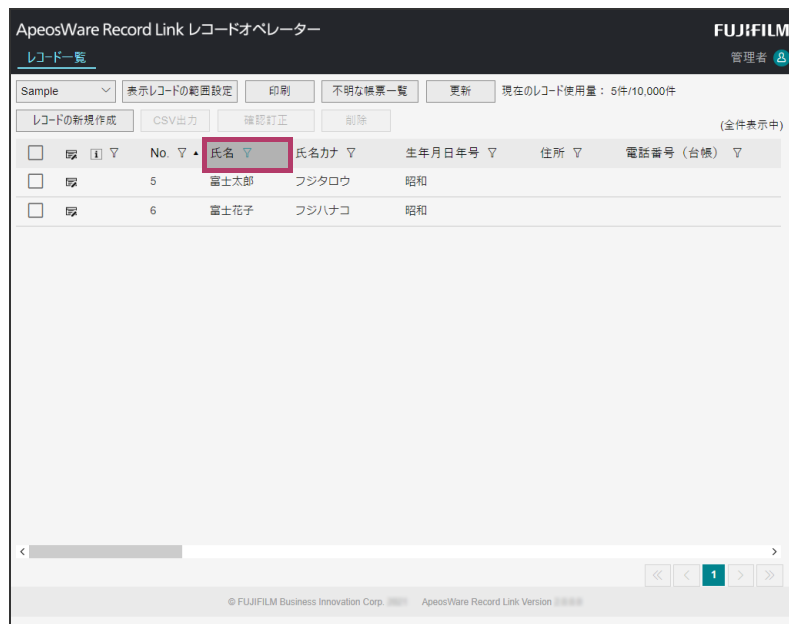 ApeosWare Record Link レコードオペレーター FUJIFILM
レコード一覧 管理者
Sample 表示レコードの範囲設定 印刷 不明な帳票一覧 更新 現在のレコード使用量： 5件/10,000件
レコードの新規作成 CSV出力 確認訂正 削除 (全件表示中)
No. 氏名 氏名カナ 生年月日年号 住所 電話番号（台帳）
5 富士太郎 フジタロウ 昭和
6 富士花子 フジハナコ 昭和
1
© FUJIFILM Business Innovation Corp. ApeosWare Record Link Version